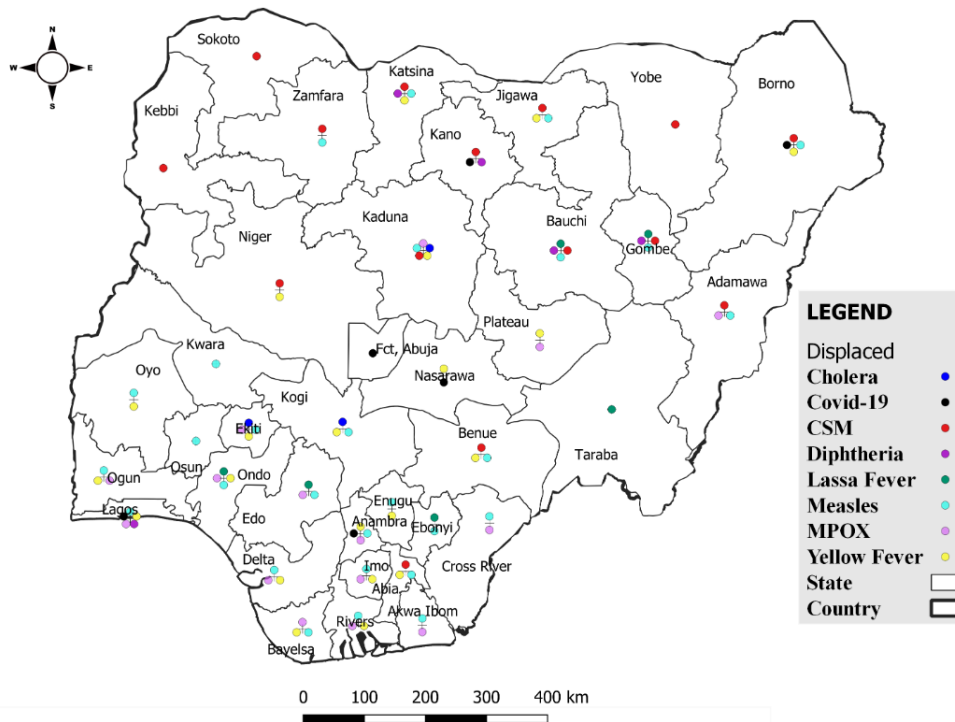 N
W E
S
Sokoto
Katsina
Yobe
Borno
Zamfara
Jigawa
Kebbi
Kano
Kaduna
Bauchi
Niger
Gombe
Adamawa
Plateau
Kwara
Fct, Abuja
Oyo
Nasarawa
Kogi
Ekiti
Benue
Taraba
Osun
Ogun
Ondo
Enugu
Lagos
Edo
Anambra
Ebonyi
Delta
Imo
Cross River
Abia
Akwa Ibom
Rivers
Bayelsa
LEGEND
Displaced
Cholera
Covid-19
CSM
Diphtheria
Lassa Fever
Measles
MPOX
Yellow Fever
State
Country
0 100 200 300 400 km